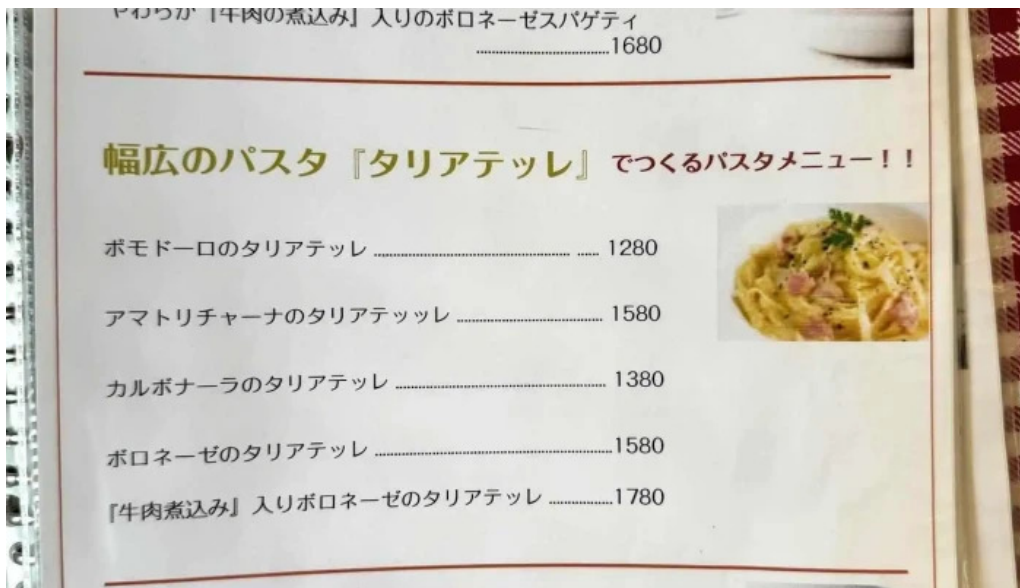 やわらか『牛肉の煮込み』入りのボロネーゼスパゲティ
................................1680
幅広のパスタ『タリアテッレ』でつくるパスタメニュー！！
ポモドーロのタリアテッレ ................................ ..... 1280
アマトリチャーナのタリアテッッレ ................................ 1580
カルボナーラのタリアテッレ ................................ 1380
ボロネーゼのタリアテッレ ................................1580
『牛肉煮込み』入りボロネーゼのタリアテッレ ................1780